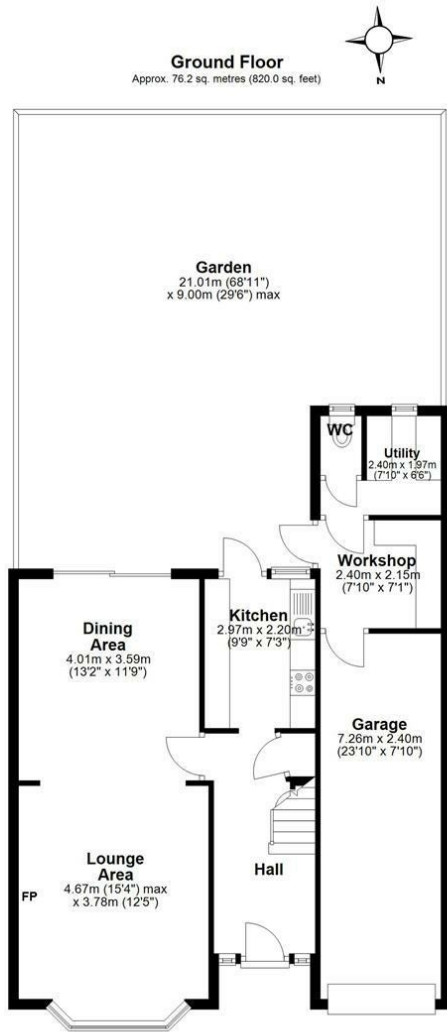 Ground Floor
Approx. 76.2 sq. metres (820.0 sq. feet)
N
Garden
21.01m (68'11")
x 9.00m (29'6") max
WC
Utility
2.40m x 1.97m
(7'10" x 6'6")
Workshop
2.40m x 2.15m
(7'10" x 7'1")
Kitchen
2.97m x 2.20m
(9'9" x 7'3")
Dining
Area
4.01m x 3.59m
(13'2" x 11'9")
Garage
7.26m x 2.40m
(23'10" x 7'10")
Lounge
Area
4.67m (15'4") max
x 3.78m (12'5")
FP
Hall